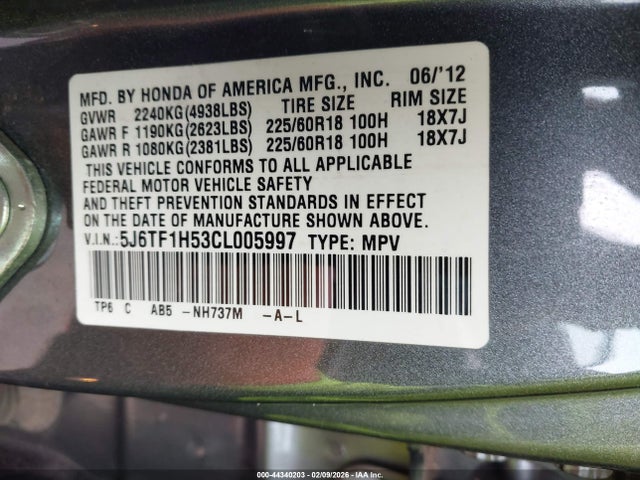 MFD. BY HONDA OF AMERICA MFG., INC. 06/'12
GVWR 2240KG(4938LBS) TIRE SIZE RIM SIZE
GAWR F 1190KG(2623LBS) 225/60R18 100H 18X7J
GAWR R 1080KG(2381LBS) 225/60R18 100H 18X7J
THIS VEHICLE CONFORMS TO ALL APPLICABLE
FEDERAL MOTOR VEHICLE SAFETY
AND THEFT PREVENTION STANDARDS IN EFFECT
ON THE DATE OF MANUFACTURE SHOWN ABOVE.
V.I.N.:5J6TF1H53CL005997 TYPE: MPV
TP6 C AB5 -NH737M -A-L
000-44340203 - 02/09/2026 - IAA Inc.